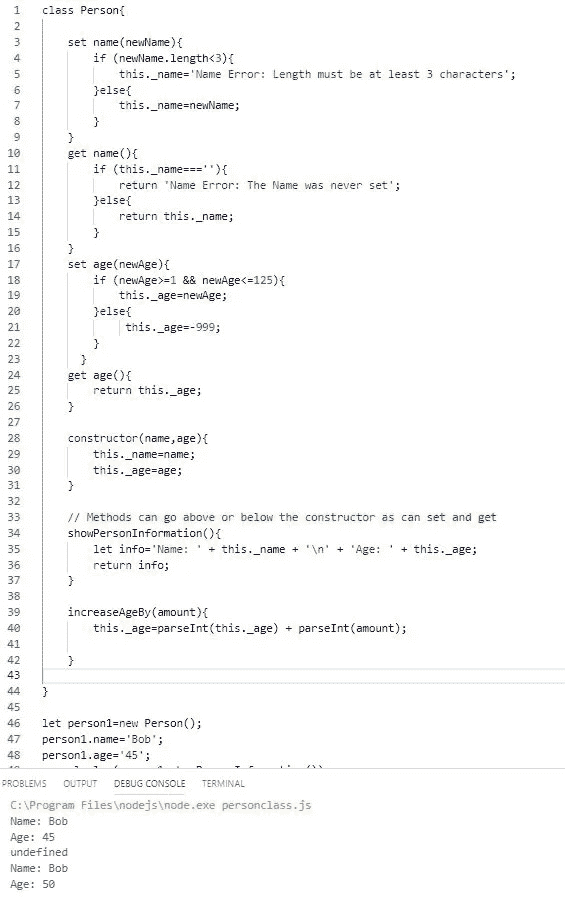 1 class Person{
2
3 set name(newName){
4 if (newName.length<3){
5 this._name='Name Error: Length must be at least 3 characters';
6 }else{
7 this._name=newName;
8 }
9 }
10 get name(){
11 if (this._name===''){
12 return 'Name Error: The Name was never set';
13 }else{
14 return this._name;
15 }
16 }
17 set age(newAge){
18 if (newAge>=1 && newAge<=125){
19 this._age=newAge;
20 }else{
21 this._age=-999;
22 }
23 }
24 get age(){
25 return this._age;
26 }
27
28 constructor(name,age){
29 this._name=name;
30 this._age=age;
31 }
32
33 // Methods can go above or below the constructor as can set and get
34 showPersonInformation(){
35 let info='Name: ' + this._name + '\n' + 'Age: ' + this._age;
36 return info;
37 }
38
39 increaseAgeBy(amount){
40 this._age=parseInt(this._age) + parseInt(amount);
41
42 }
43
44 }
45
46 let person1=new Person();
47 person1.name='Bob';
48 person1.age='45';
PROBLEMS OUTPUT DEBUG CONSOLE TERMINAL
C:\Program Files\nodejs\node.exe personclass.js
Name: Bob
Age: 45
undefined
Name: Bob
Age: 50